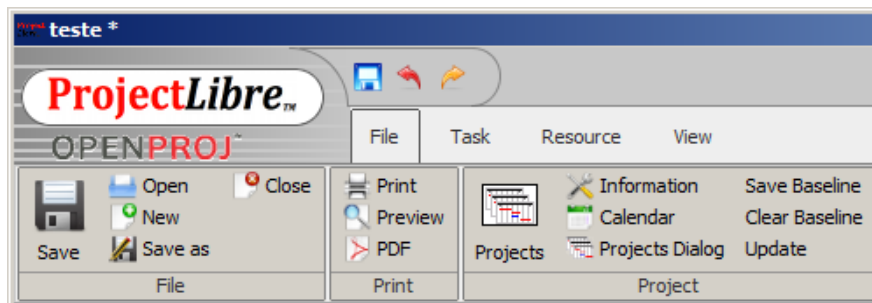 teste *
ProjectLibre™
OPENPROJ™
File Task Resource View
Open Close Print Information Save Baseline
New Preview Calendar Clear Baseline
Save Save as PDF Projects Projects Dialog Update
File Print Project